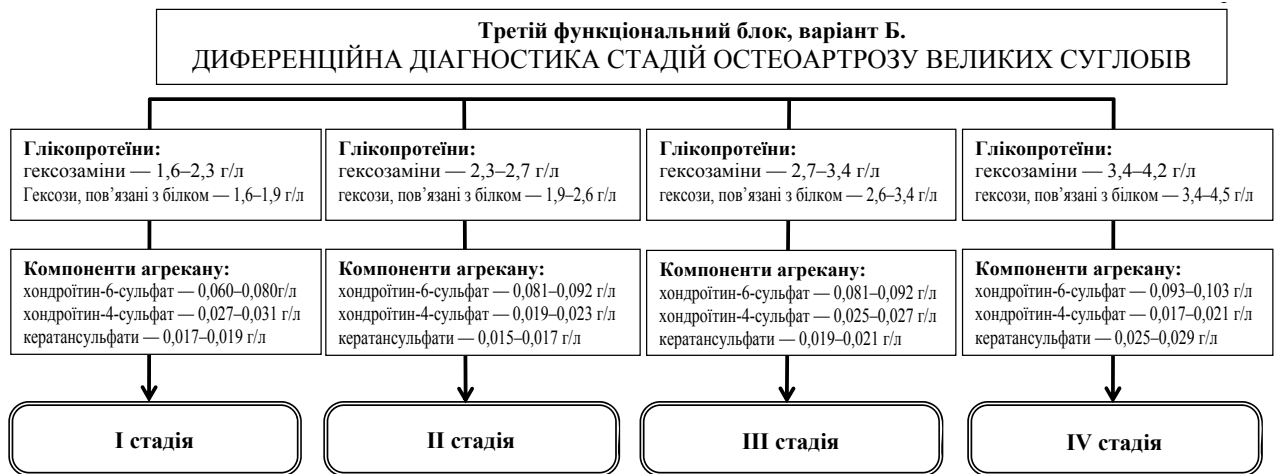 Третій функціональний блок, варіант Б.
ДИФЕРЕНЦІЙНА ДІАГНОСТИКА СТАДІЙ ОСТЕОАРТРОЗУ ВЕЛИКИХ СУГЛОБІВ
Глікопротеїни:
гексозаміни — 1,6–2,3 г/л
Гексози, пов’язані з білком — 1,6–1,9 г/л
Глікопротеїни:
гексозаміни — 2,3–2,7 г/л
гексози, пов’язані з білком — 1,9–2,6 г/л
Глікопротеїни:
гексозаміни — 2,7–3,4 г/л
гексози, пов’язані з білком — 2,6–3,4 г/л
Глікопротеїни:
гексозаміни — 3,4–4,2 г/л
гексози, пов’язані з білком — 3,4–4,5 г/л
Компоненти агрекану:
хондроїтин-6-сульфат — 0,060–0,080г/л
хондроїтин-4-сульфат — 0,027–0,031 г/л
кератансульфати — 0,017–0,019 г/л
Компоненти агрекану:
хондроїтин-6-сульфат — 0,081–0,092 г/л
хондроїтин-4-сульфат — 0,019–0,023 г/л
кератансульфати — 0,015–0,017 г/л
Компоненти агрекану:
хондроїтин-6-сульфат — 0,081–0,092 г/л
хондроїтин-4-сульфат — 0,025–0,027 г/л
кератансульфати — 0,019–0,021 г/л
Компоненти агрекану:
хондроїтин-6-сульфат — 0,093–0,103 г/л
хондроїтин-4-сульфат — 0,017–0,021 г/л
кератансульфати — 0,025–0,029 г/л
I стадія
II стадія
III стадія
IV стадія